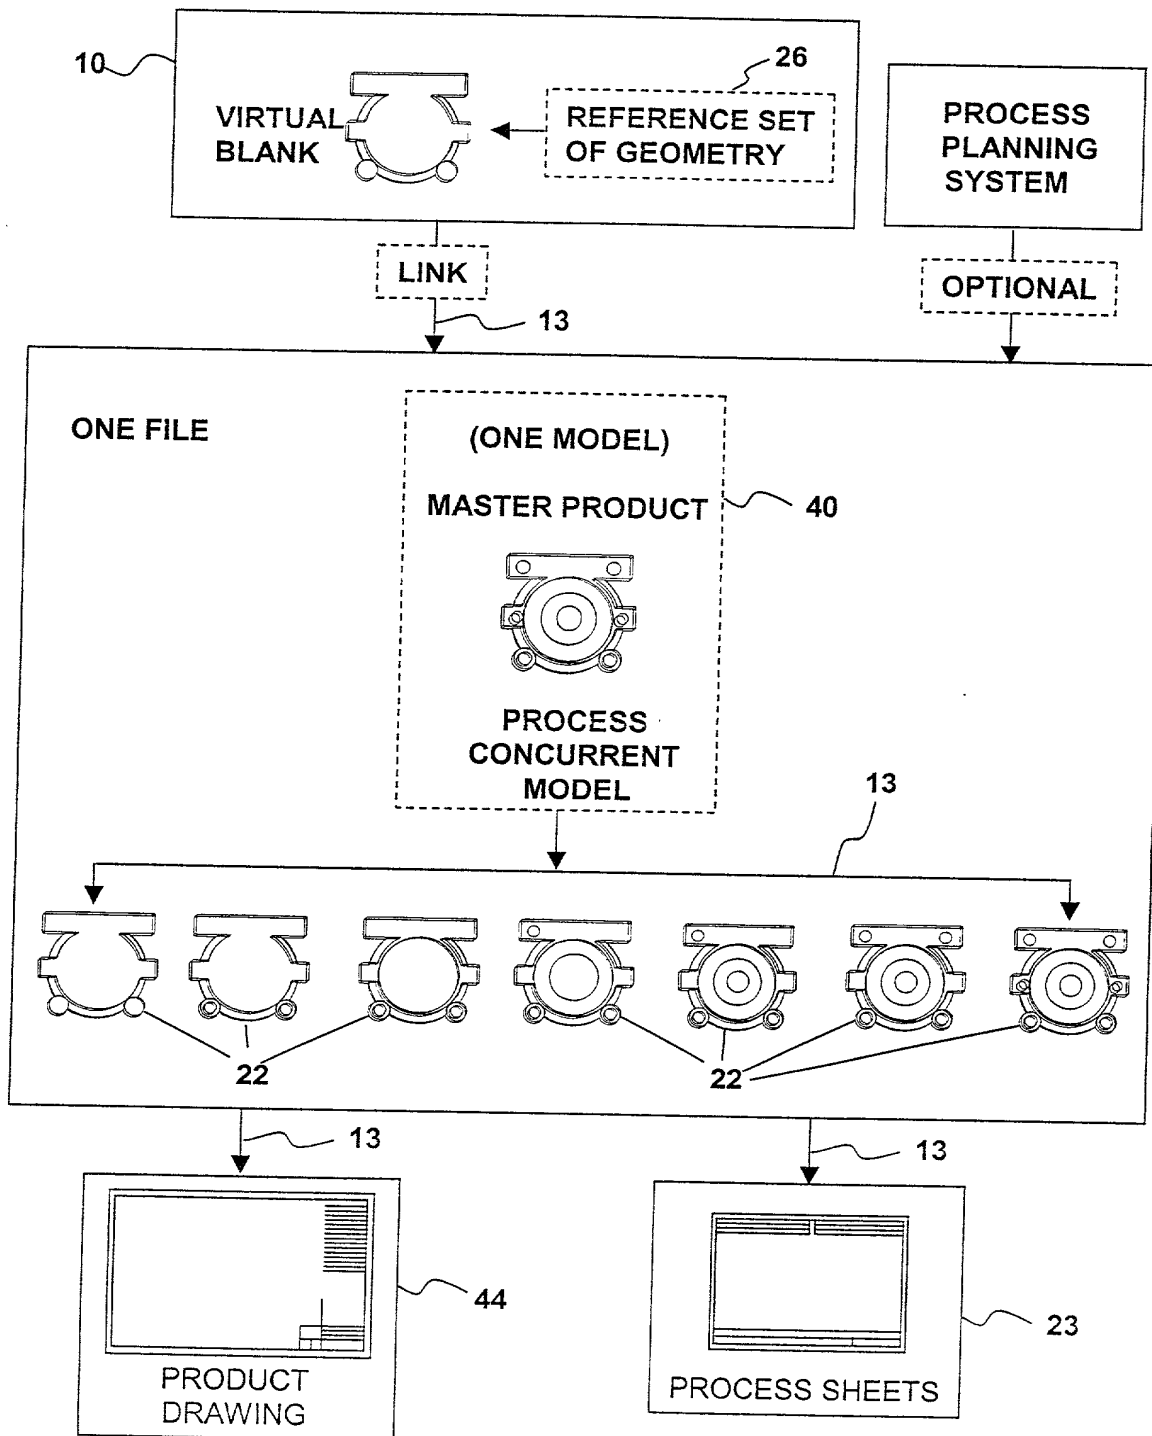 10
VIRTUAL
BLANK
26
REFERENCE SET
OF GEOMETRY
PROCESS
PLANNING
SYSTEM
LINK
13
OPTIONAL
ONE FILE
(ONE MODEL)
MASTER PRODUCT
40
PROCESS
CONCURRENT
MODEL
13
22
22
13
13
44
PRODUCT
DRAWING
23
PROCESS SHEETS